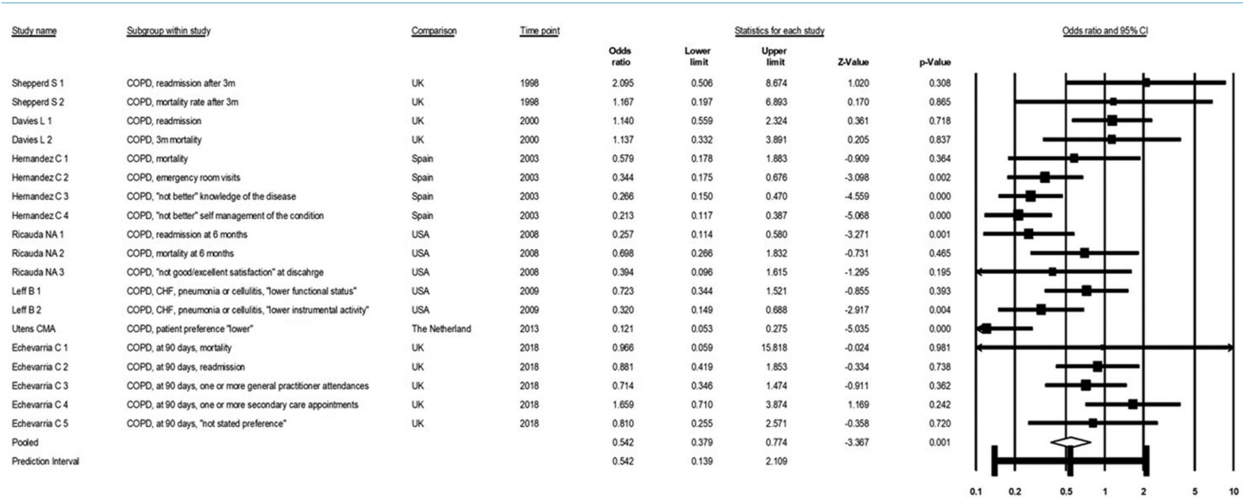 Study name Subgroup within study Comparison Time point Statistics for each study Odds ratio and 95% CI
Odds ratio Lower limit Upper limit Z-Value p-Value
Shepperd S 1 COPD, readmission after 3m UK 1998 2.095 0.506 8.674 1.020 0.308
Shepperd S 2 COPD, mortality rate after 3m UK 1998 1.167 0.197 6.893 0.170 0.865
Davies L 1 COPD, readmission UK 2000 1.140 0.559 2.324 0.361 0.718
Davies L 2 COPD, 3m mortality UK 2000 1.137 0.332 3.891 0.205 0.837
Hernandez C 1 COPD, mortality Spain 2003 0.579 0.178 1.883 -0.909 0.364
Hernandez C 2 COPD, emergency room visits Spain 2003 0.344 0.175 0.676 -3.098 0.002
Hernandez C 3 COPD, "not better" knowledge of the disease Spain 2003 0.266 0.150 0.470 -4.559 0.000
Hernandez C 4 COPD, "not better" self management of the condition Spain 2003 0.213 0.117 0.387 -5.068 0.000
Ricauda NA 1 COPD, readmission at 6 months USA 2008 0.257 0.114 0.580 -3.271 0.001
Ricauda NA 2 COPD, mortality at 6 months USA 2008 0.698 0.266 1.832 -0.731 0.465
Ricauda NA 3 COPD, "not good/excellent satisfaction" at discahrge USA 2008 0.394 0.096 1.615 -1.295 0.195
Leff B 1 COPD, CHF, pneumonia or cellulitis, "lower functional status" USA 2009 0.723 0.344 1.521 -0.855 0.393
Leff B 2 COPD, CHF, pneumonia or cellulitis, "lower instrumental activity" USA 2009 0.320 0.149 0.688 -2.917 0.004
Utens CMA COPD, patient preference "lower" The Netherland 2013 0.121 0.053 0.275 -5.035 0.000
Echevarria C 1 COPD, at 90 days, mortality UK 2018 0.966 0.059 15.818 -0.024 0.981
Echevarria C 2 COPD, at 90 days, readmission UK 2018 0.881 0.419 1.853 -0.334 0.738
Echevarria C 3 COPD, at 90 days, one or more general practitioner attendances UK 2018 0.714 0.346 1.474 -0.911 0.362
Echevarria C 4 COPD, at 90 days, one or more secondary care appointments UK 2018 1.659 0.710 3.874 1.169 0.242
Echevarria C 5 COPD, at 90 days, "not stated preference" UK 2018 0.810 0.255 2.571 -0.358 0.720
Pooled 0.542 0.379 0.774 -3.367 0.001
Prediction Interval 0.542 0.139 2.109
0.1 0.2 0.5 1 2 5 10